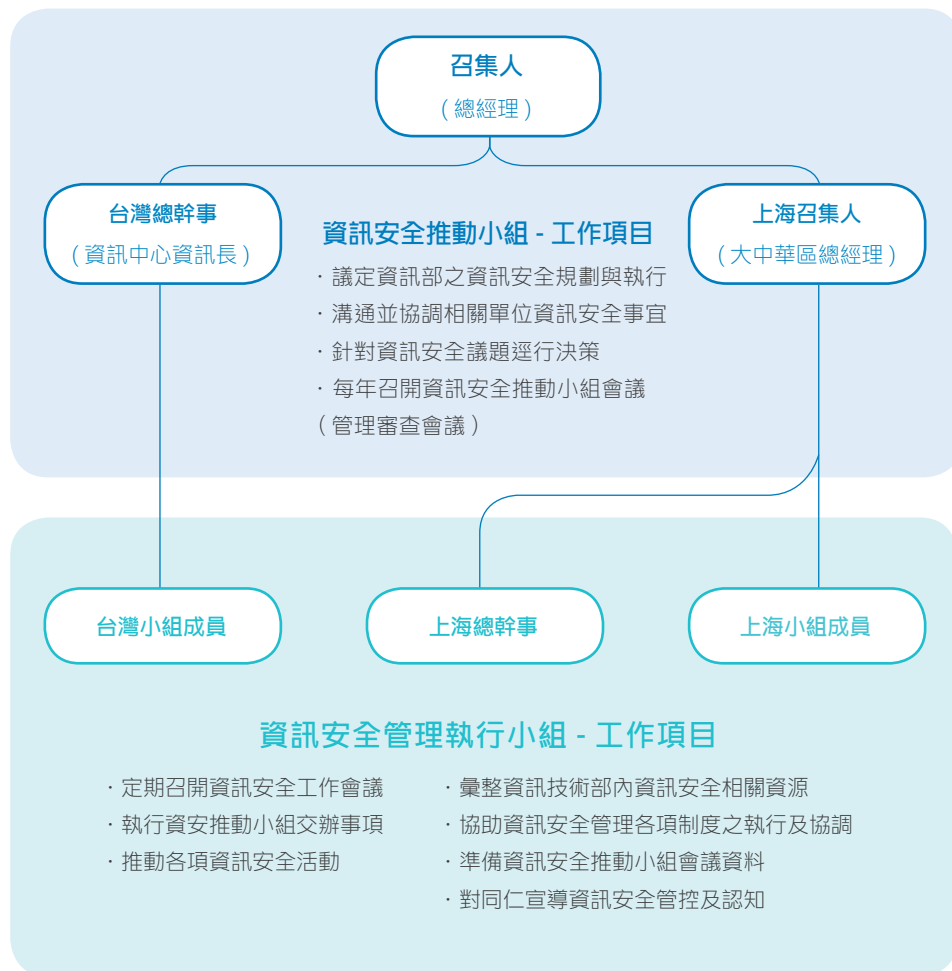 召集人
(總經理)
台灣總幹事
(資訊中心資訊長)
上海召集人
(大中華區總經理)
資訊安全推動小組 - 工作項目
· 議定資訊部之資訊安全規劃與執行
· 溝通並協調相關單位資訊安全事宜
· 針對資訊安全議題逕行決策
· 每年召開資訊安全推動小組會議
(管理審查會議)
台灣小組成員
上海總幹事
上海小組成員
資訊安全管理執行小組 - 工作項目
· 定期召開資訊安全工作會議
· 執行資安推動小組交辦事項
· 推動各項資訊安全活動
· 彙整資訊技術部內資訊安全相關資源
· 協助資訊安全管理各項制度之執行及協調
· 準備資訊安全推動小組會議資料
· 對同仁宣導資訊安全管控及認知